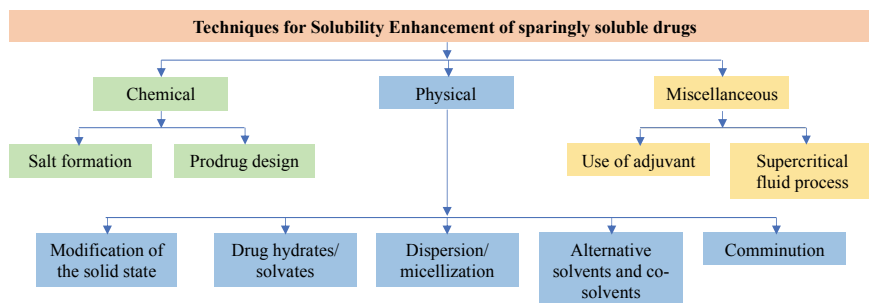 Techniques for Solubility Enhancement of sparingly soluble drugs
Chemical
Physical
Miscellaneous
Salt formation
Prodrug design
Use of adjuvant
Supercritical
fluid process
Modification of
the solid state
Drug hydrates/
solvates
Dispersion/
micellization
Alternative
solvents and co-
solvents
Comminution